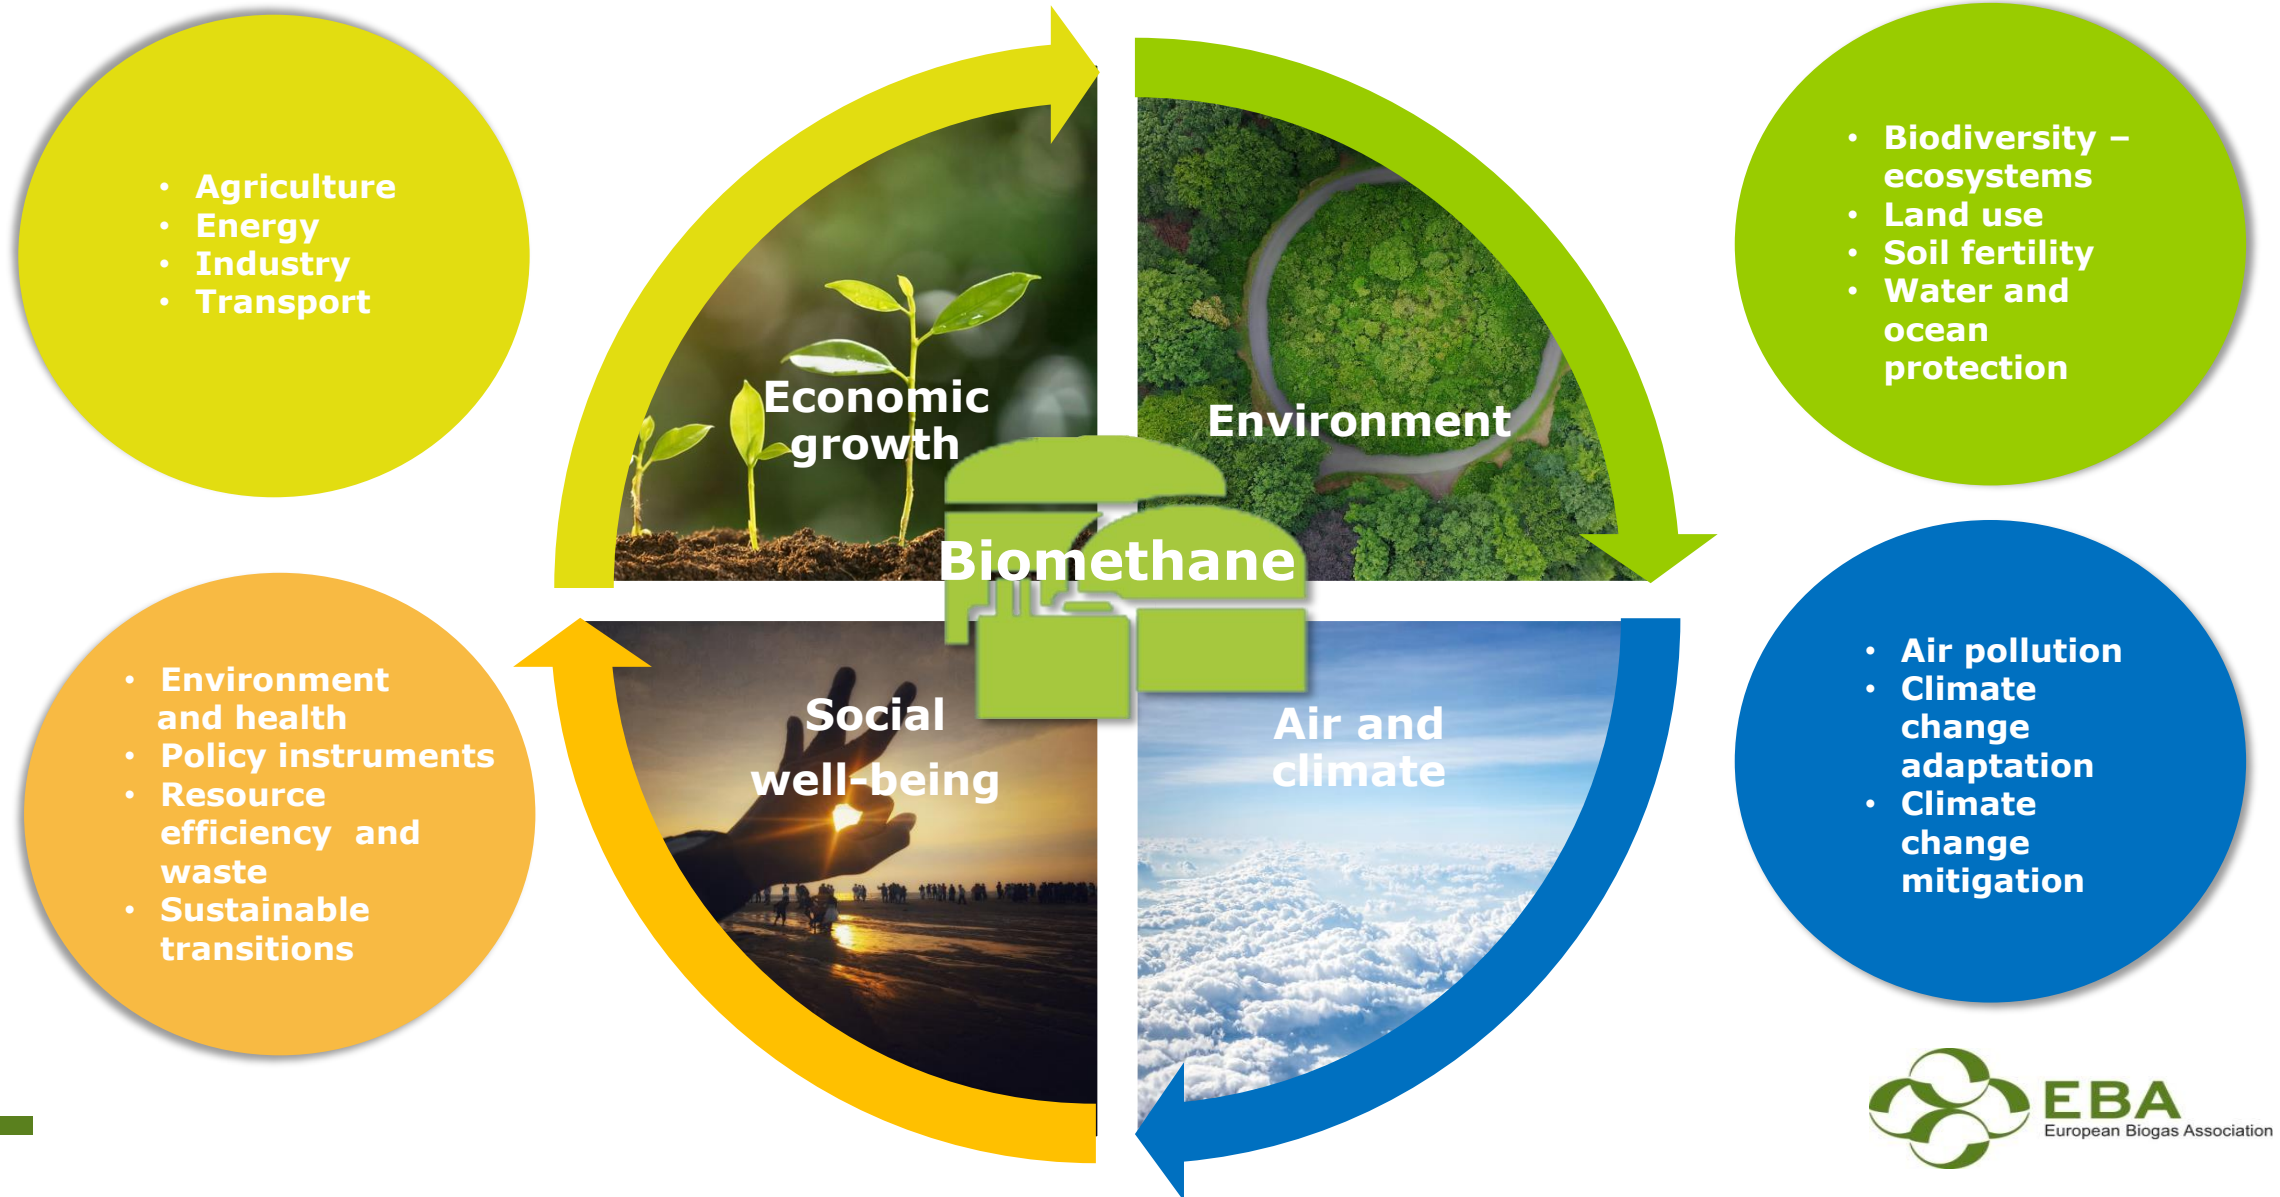 • Agriculture
• Energy
• Industry
• Transport
Economic
growth
Environment
• Biodiversity –
ecosystems
• Land use
• Soil fertility
• Water and
ocean
protection
Biomethane
• Environment
and health
• Policy instruments
• Resource
efficiency and
waste
• Sustainable
transitions
Social
well-being
Air and
climate
• Air pollution
• Climate
change
adaptation
• Climate
change
mitigation
EBA
European Biogas Association